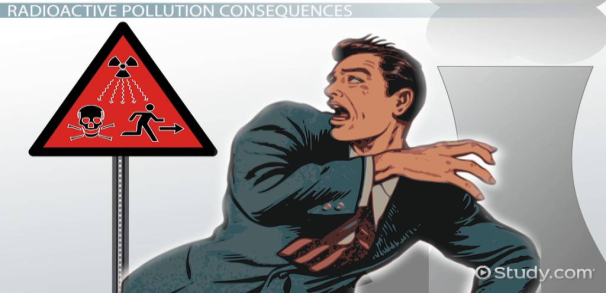 RADIOACTIVE POLLUTION CONSEQUENCES
Study.com